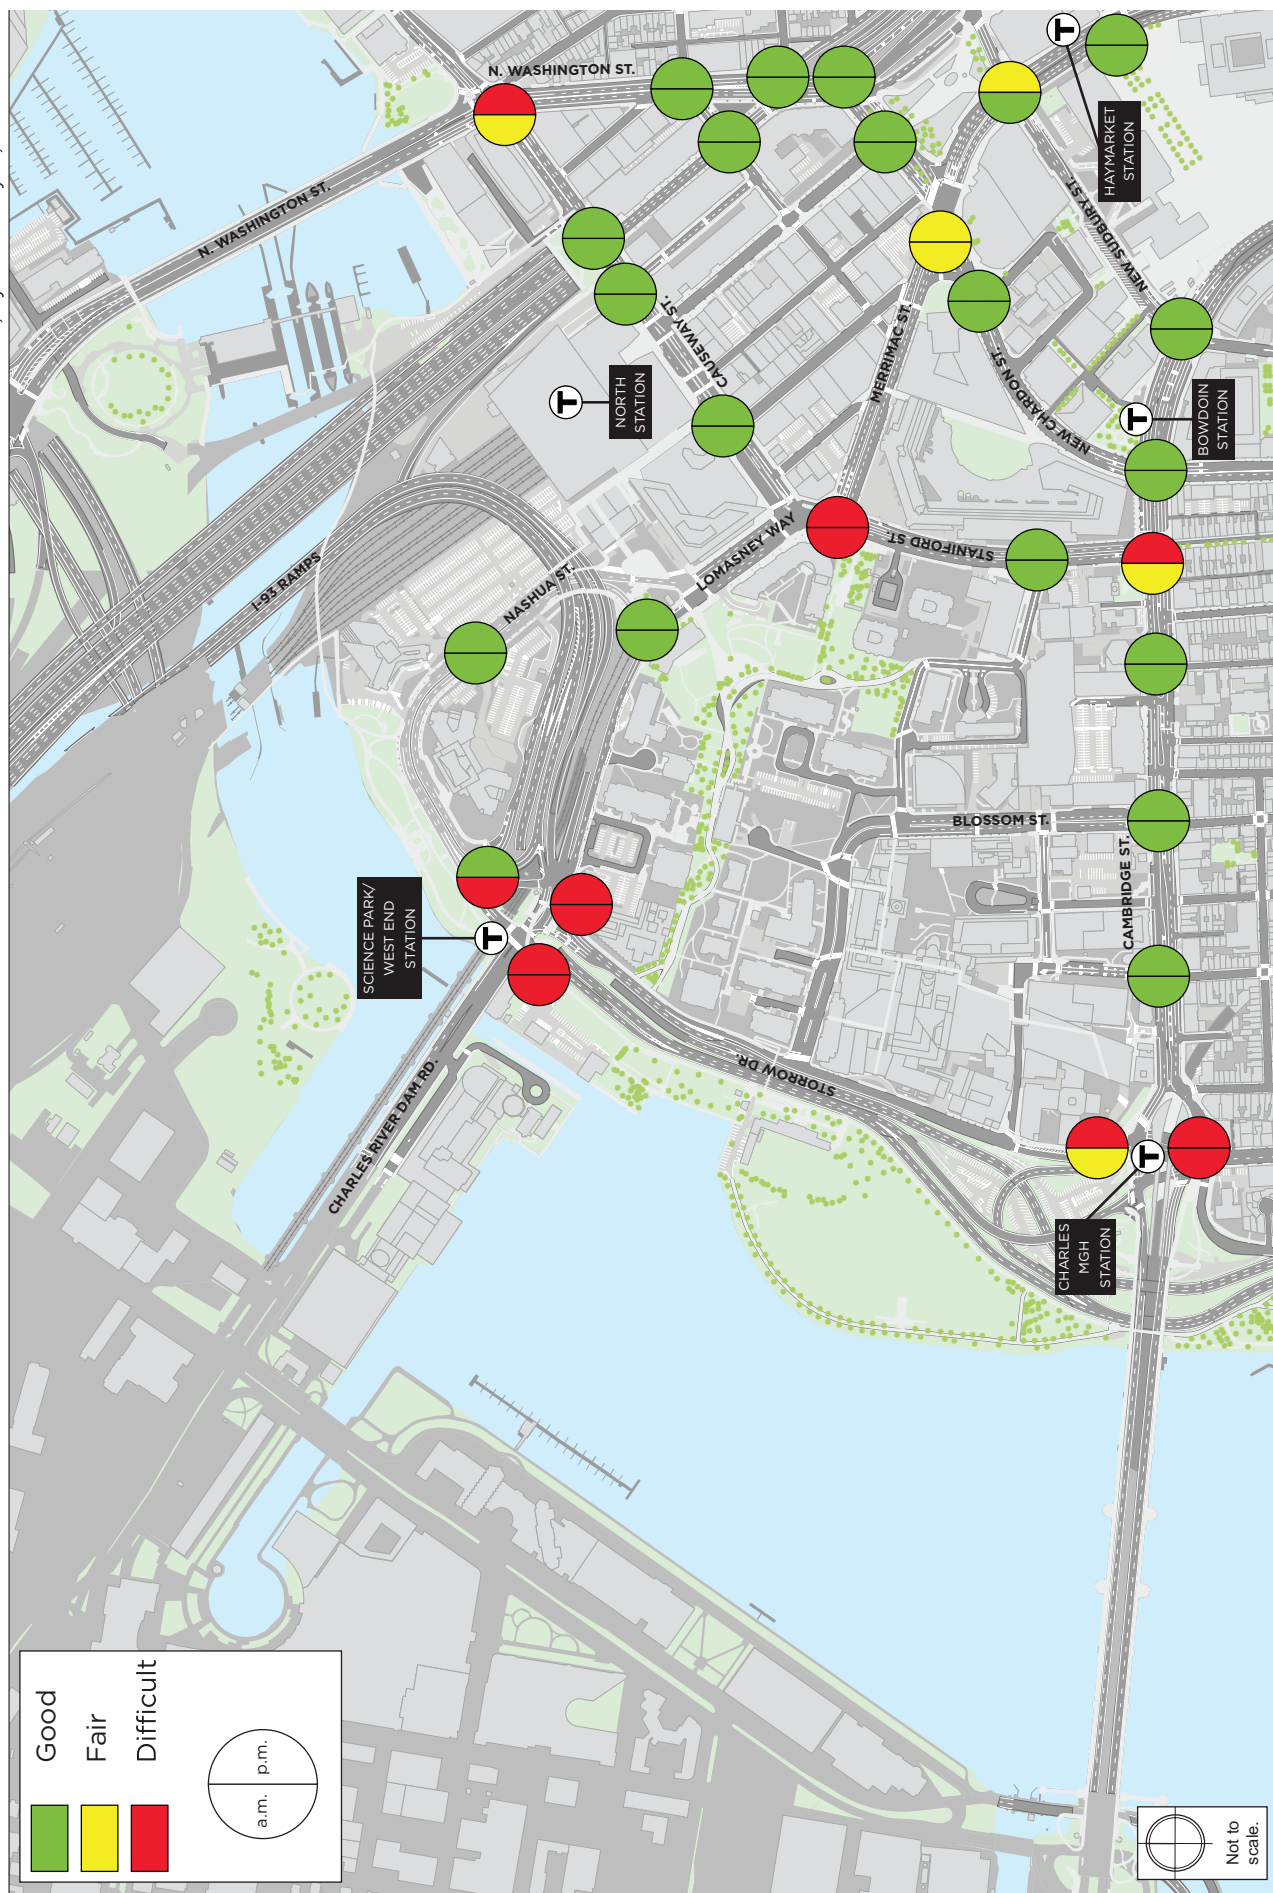 N. WASHINGTON ST.
N. WASHINGTON ST.
T
HAYMARKET
STATION
NEW SUDBURY ST.
CAUSEWAY ST.
MERRIMAC ST.
T
NORTH
STATION
NEW CHARDON ST.
T
BOWDOIN
STATION
I-93 RAMPS
NASHUA ST.
LOMASNEY WAY
STANIFORD ST.
BLOSSOM ST.
CAMBRIDGE ST.
SCIENCE PARK/
WEST END
STATION
T
CHARLES RIVER DAM RD.
STORROW DR.
T
CHARLES
MGH
STATION
Good
Fair
Difficult
a.m.
p.m.
Not to
scale.